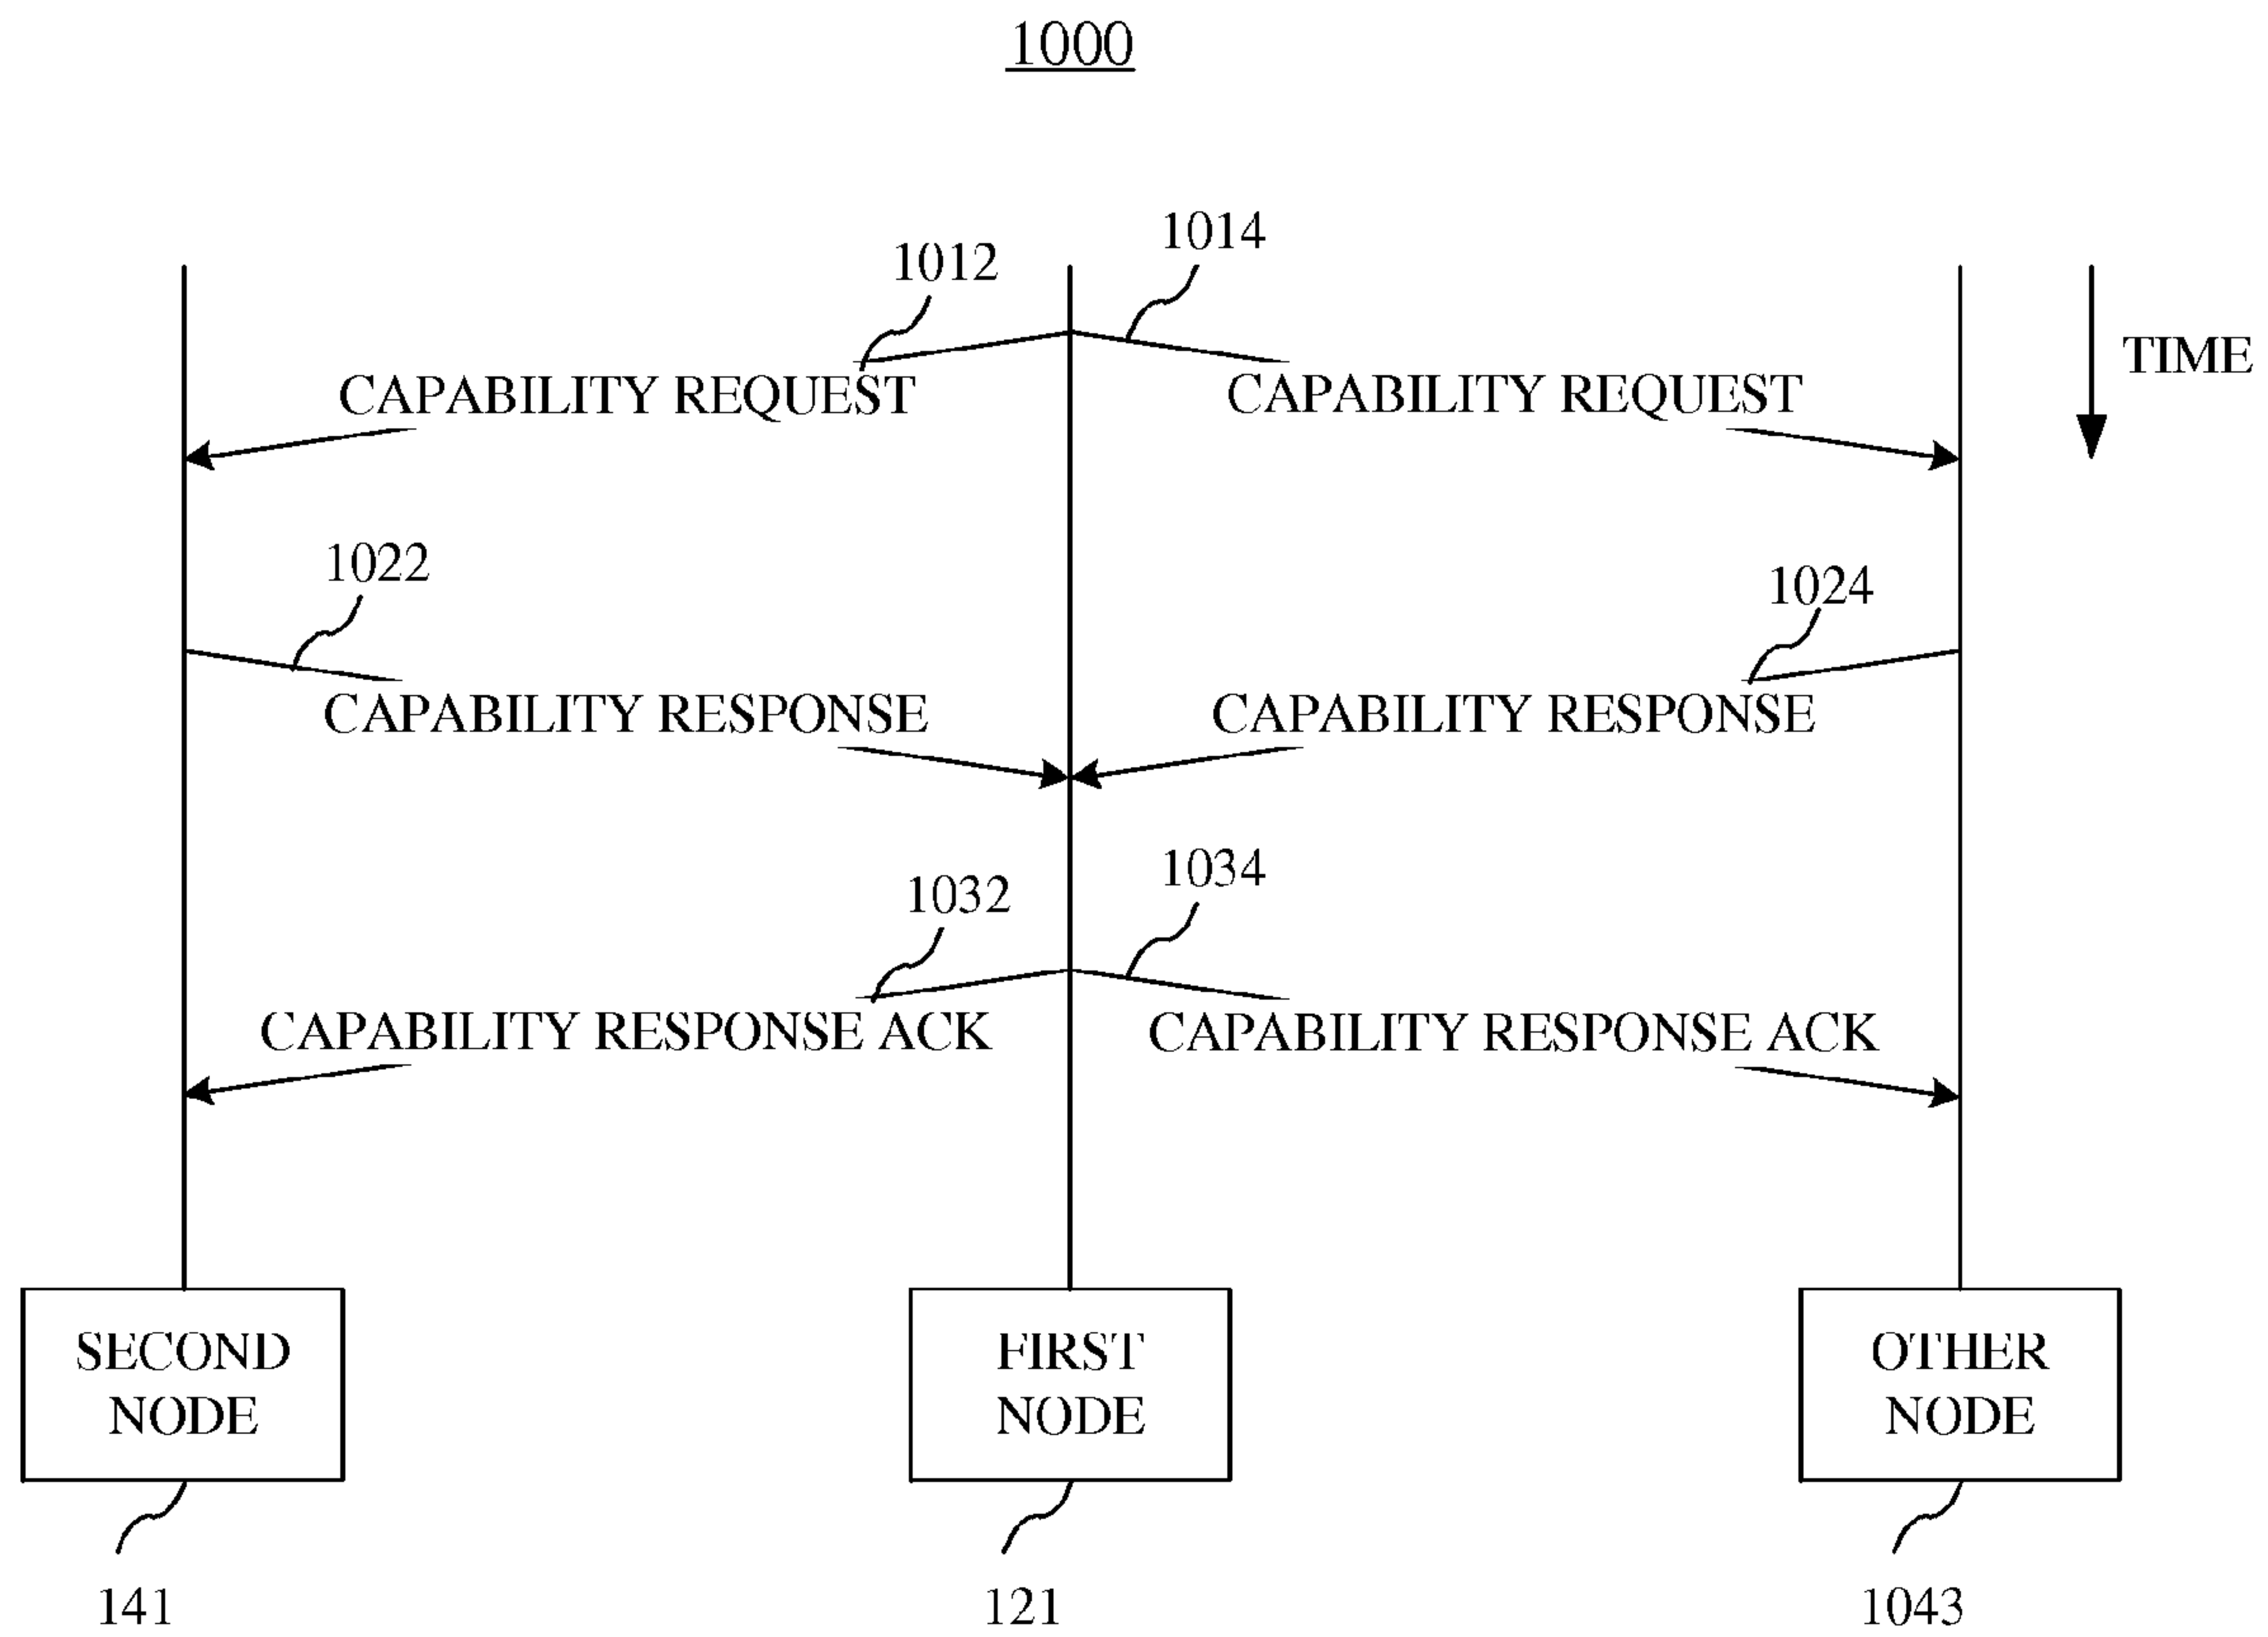 1000
1014
1012
TIME
CAPABILITY REQUEST
CAPABILITY REQUEST
1022
1024
CAPABILITY RESPONSE
CAPABILITY RESPONSE
1034
1032
CAPABILITY RESPONSE ACK
CAPABILITY RESPONSE ACK
SECOND
NODE
FIRST
NODE
OTHER
NODE
141
121
1043